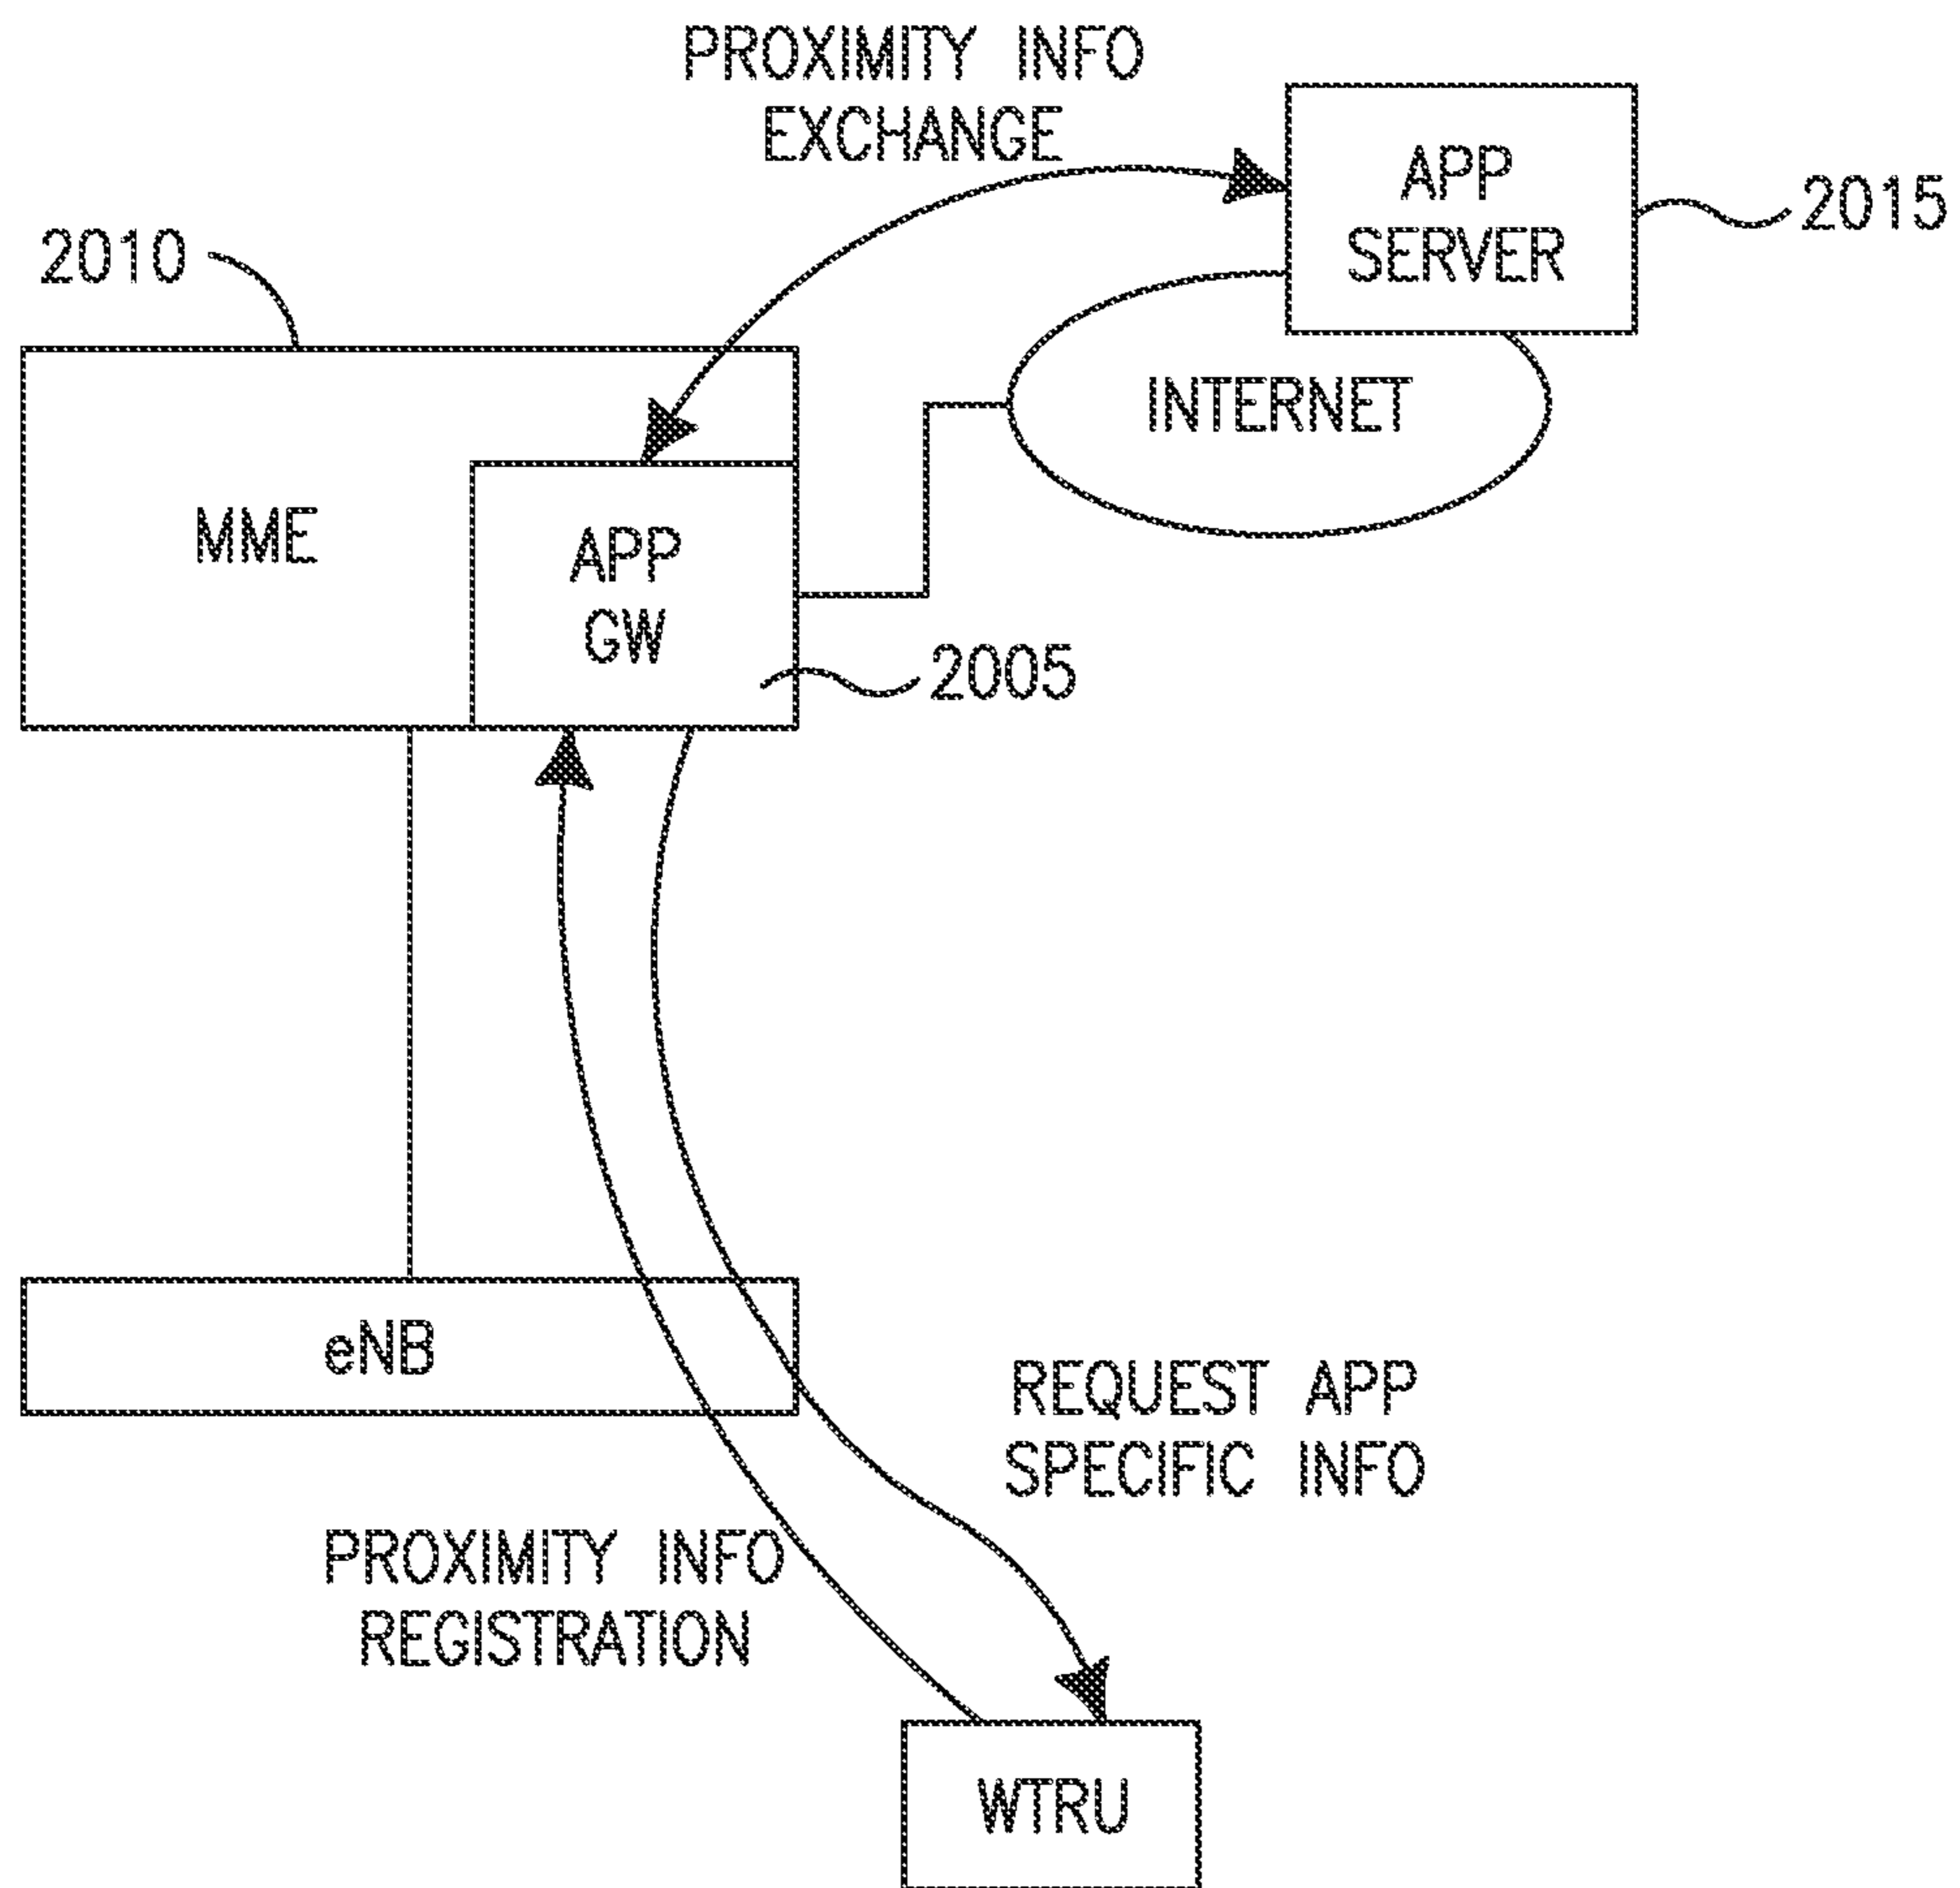 PROXIMITY INFO
EXCHANGE
APP
SERVER
2015
2010
INTERNET
MME
APP
GW
2005
eNB
REQUEST APP
SPECIFIC INFO
PROXIMITY INFO
REGISTRATION
WTRU